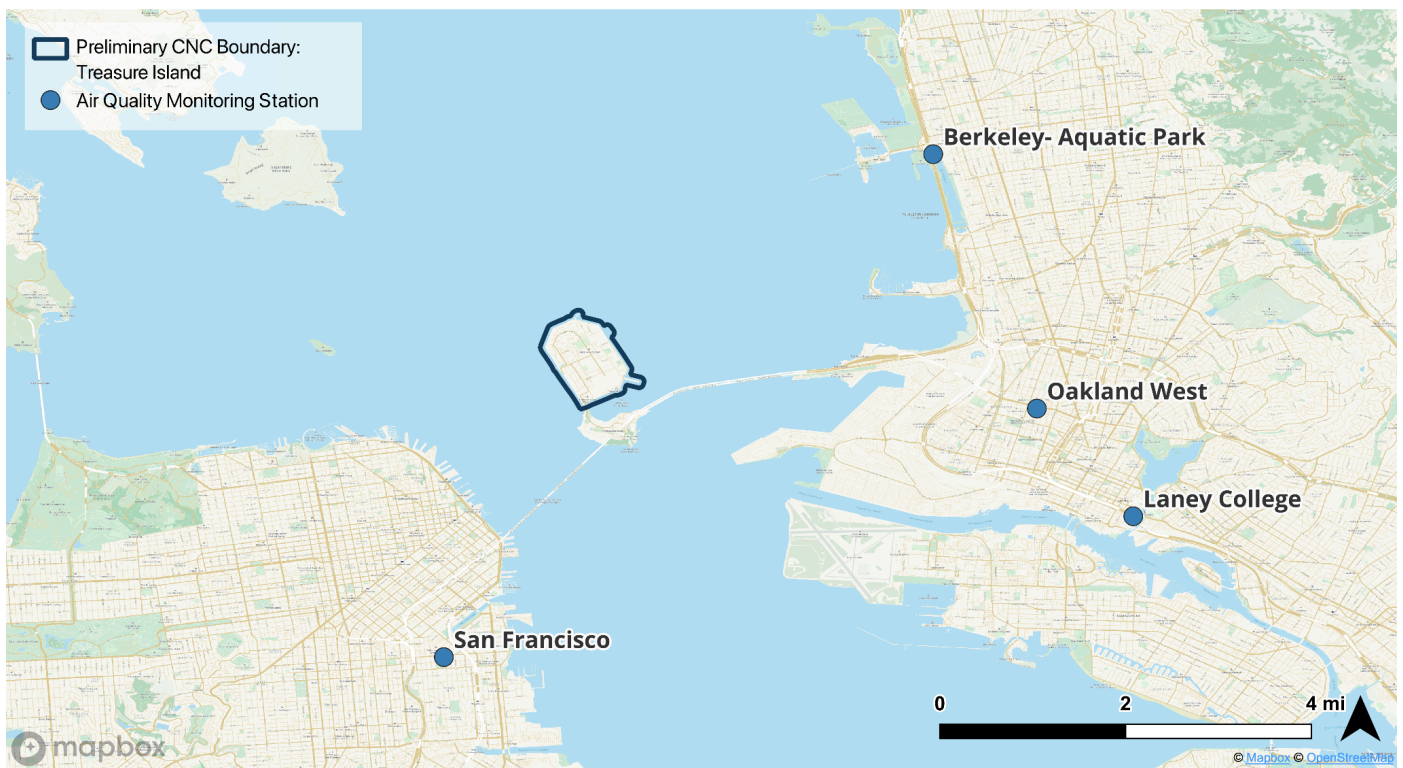 Preliminary CNC Boundary:
Treasure Island
Air Quality Monitoring Station
Berkeley- Aquatic Park
Oakland West
Laney College
San Francisco
0 2 4 mi
mapbox
© Mapbox © OpenStreetMap